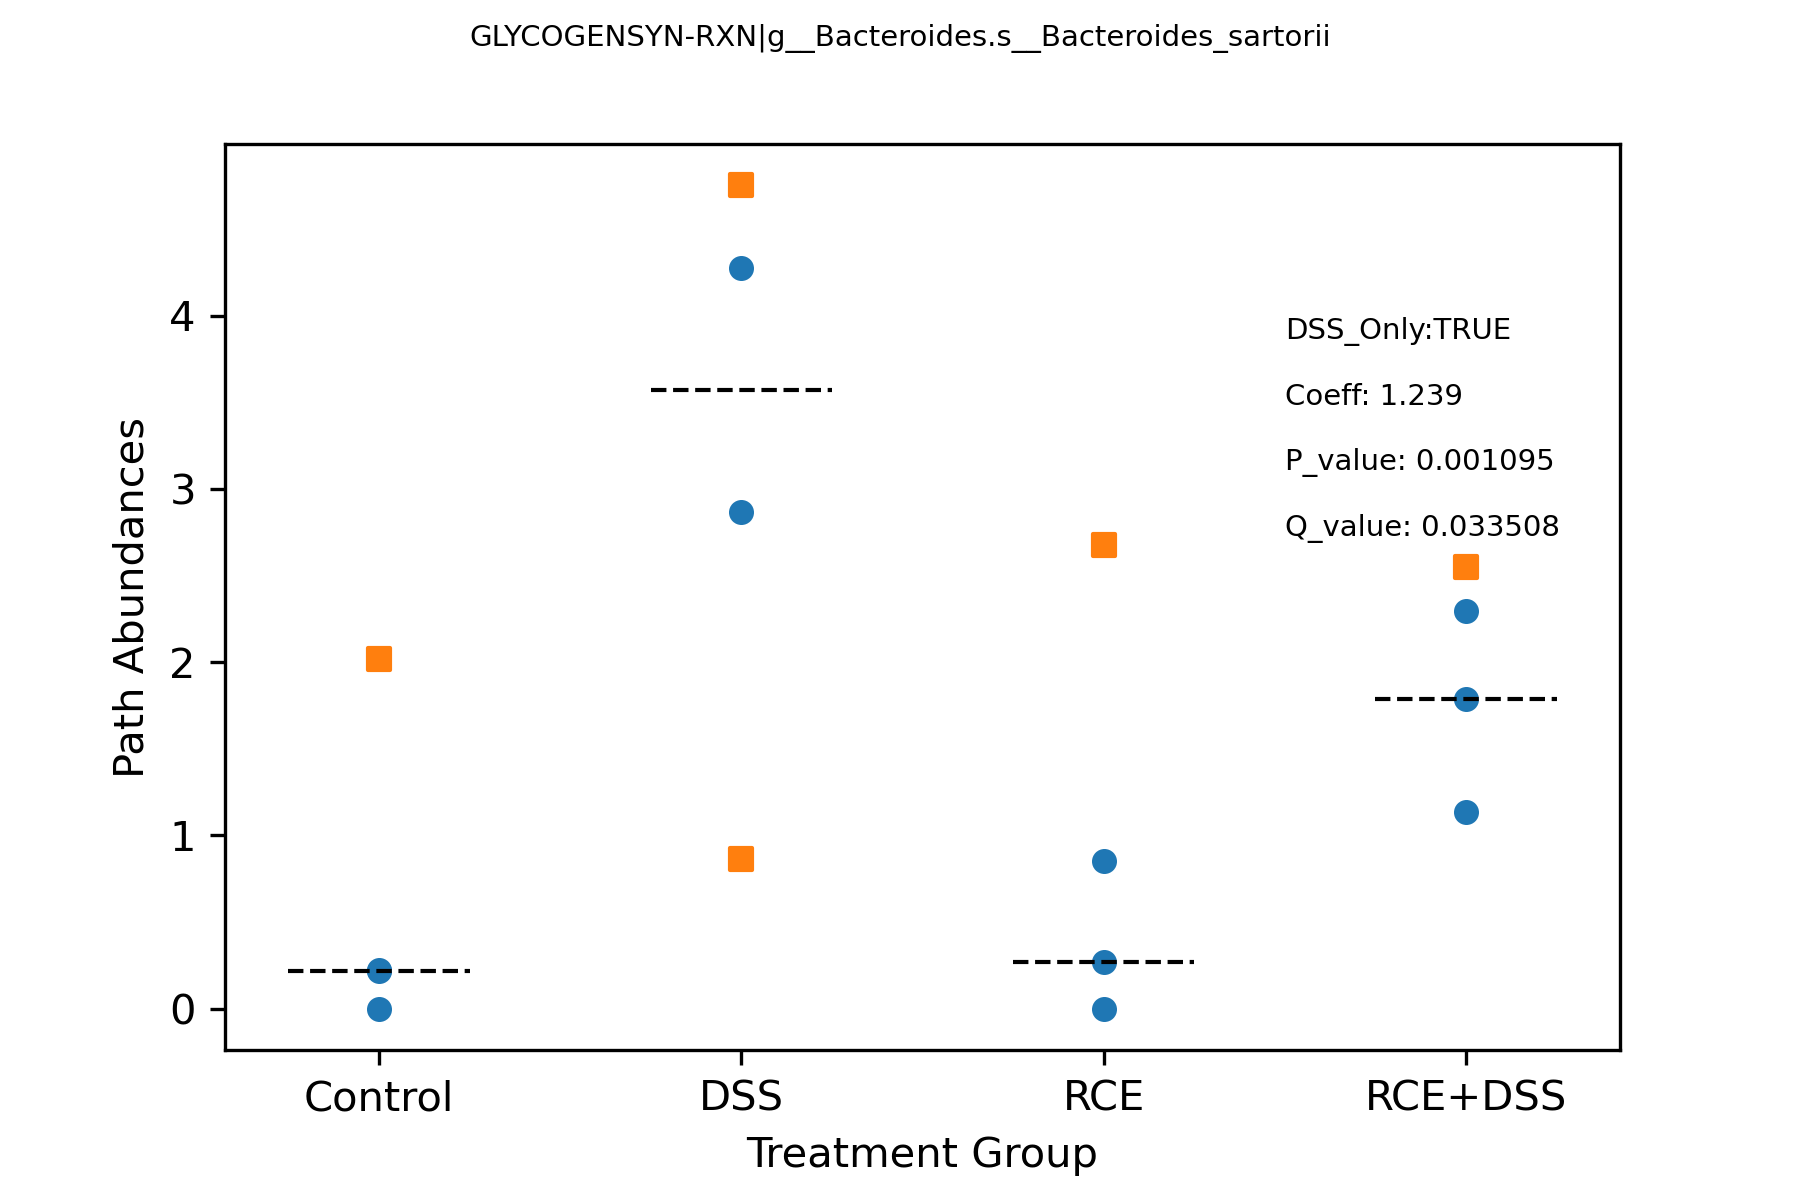 GLYCOGENSYN-RXN|g__Bacteroides.s__Bacteroides_sartorii
4
3
2
1
0
Path Abundances
DSS_Only:TRUE
Coeff: 1.239
P_value: 0.001095
Q_value: 0.033508
Control
DSS
RCE
RCE+DSS
Treatment Group